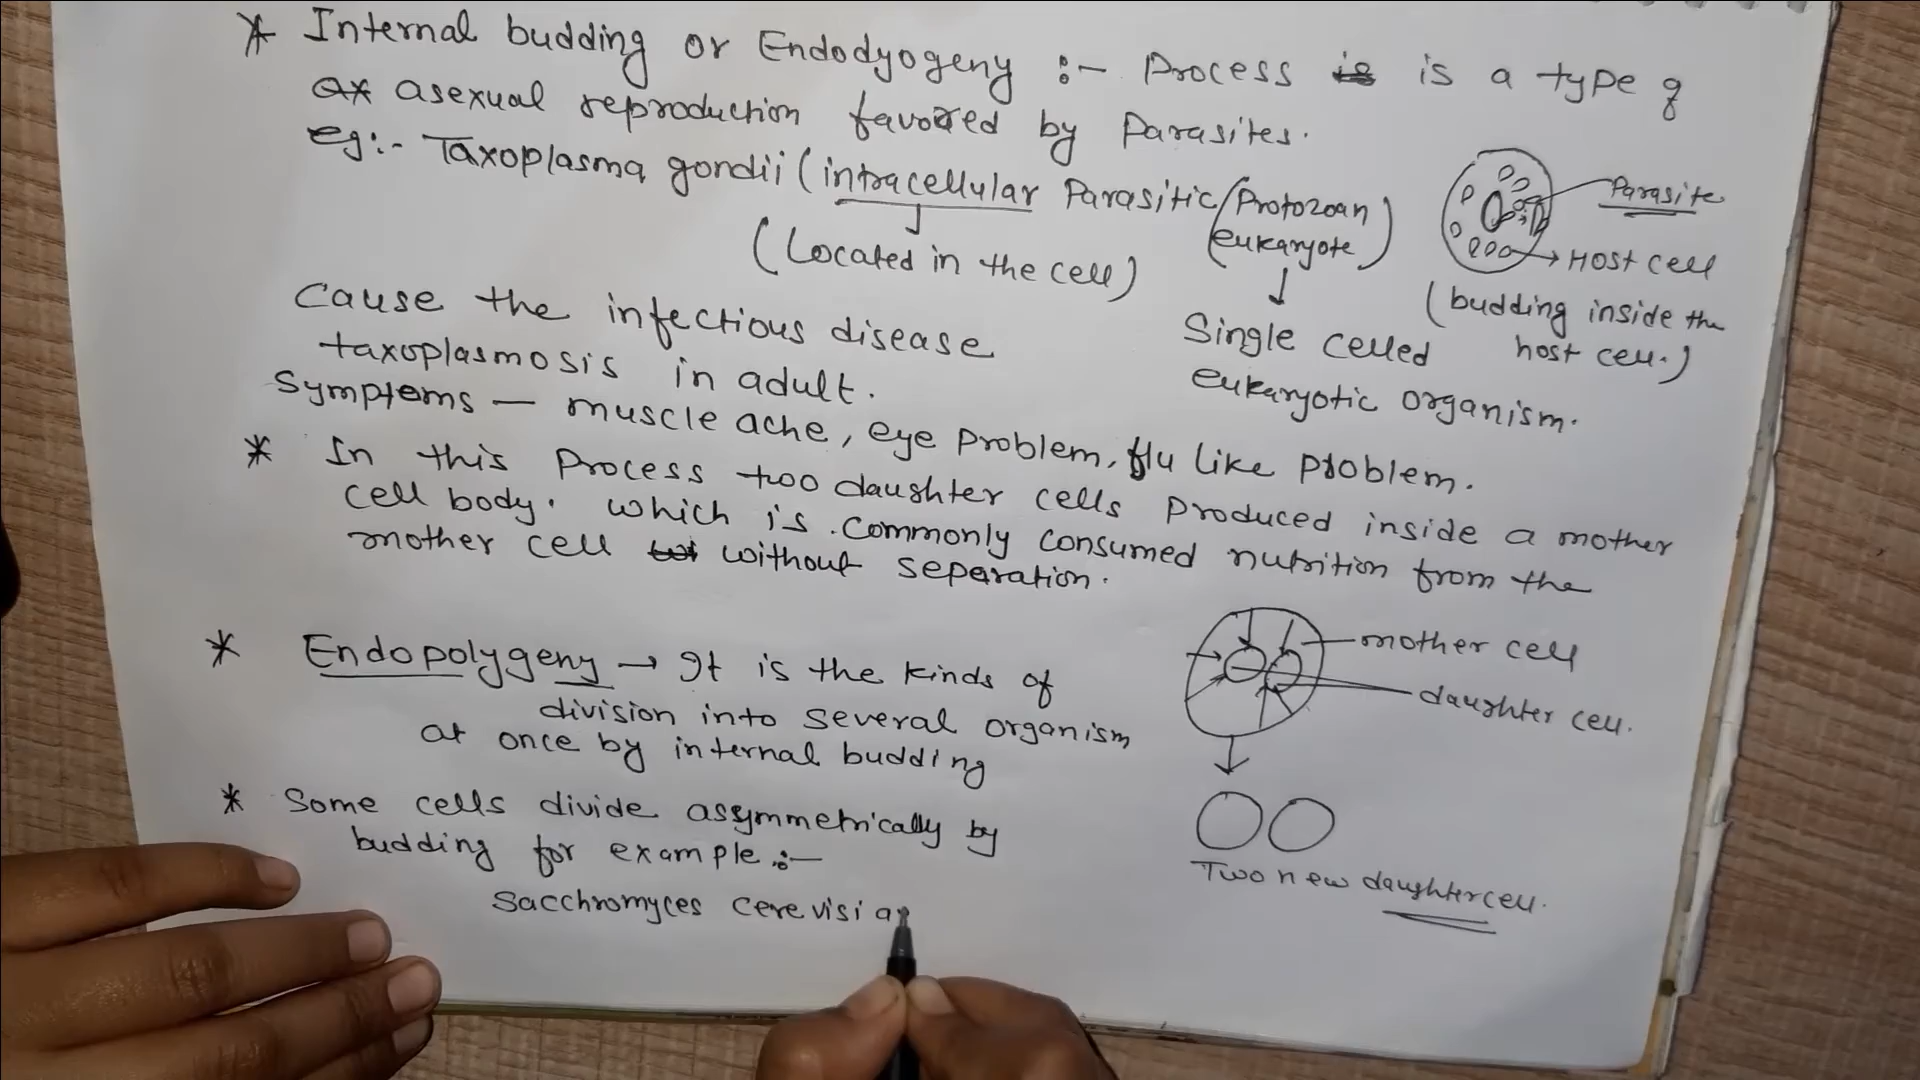 * Internal budding or Endodyogeny :- Process is is a type of
asexual reproduction favored by Parasites.
eg:- Taxoplasma gondii (intracellular Parasitic/Protozoan
eukaryote)
(Located in the cell)
Single celled
eukaryotic organism.
Parasite
Host cell
(budding inside the
host cell.)
Cause the infectious disease
taxoplasmosis in adult.
Symptoms — muscle ache, eye problem, flu like problem.
* In this Process two daughter cells Produced inside a mother
cell body. which is commonly consumed nutrition from the
mother cell without separation.
mother cell
daughter cell.
Two new daughter cell.
* Endopolygeny → It is the kinds of
division into several organism
at once by internal budding
* Some cells divide assymmetrically by
budding for example :-
Sacchromyces cerevisia